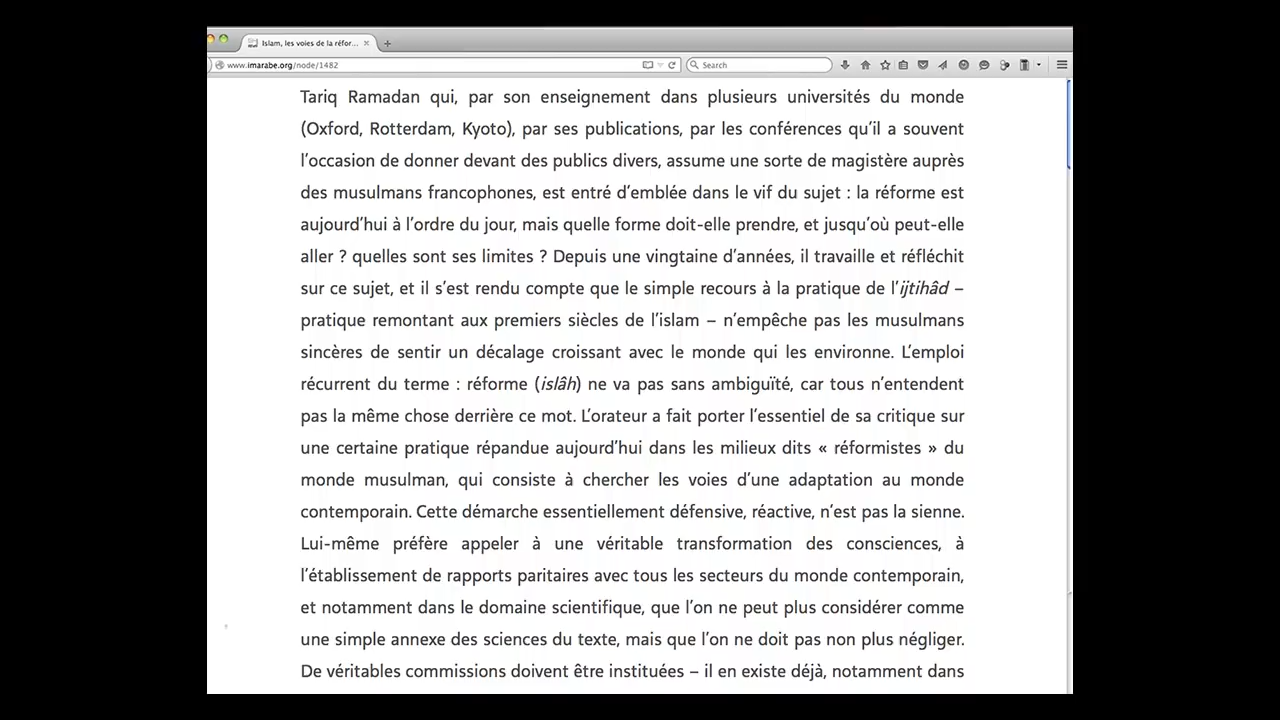 Islam, les voies de la réfor...
www.imarabe.org/node/1482
Search
Tariq Ramadan qui, par son enseignement dans plusieurs universités du monde
(Oxford, Rotterdam, Kyoto), par ses publications, par les conférences qu’il a souvent
l’occasion de donner devant des publics divers, assume une sorte de magistère auprès
des musulmans francophones, est entré d’emblée dans le vif du sujet : la réforme est
aujourd’hui à l’ordre du jour, mais quelle forme doit-elle prendre, et jusqu’où peut-elle
aller ? quelles sont ses limites ? Depuis une vingtaine d’années, il travaille et réfléchit
sur ce sujet, et il s’est rendu compte que le simple recours à la pratique de l’ijtihâd –
pratique remontant aux premiers siècles de l’islam – n’empêche pas les musulmans
sincères de sentir un décalage croissant avec le monde qui les environne. L’emploi
récurrent du terme : réforme (islâh) ne va pas sans ambiguïté, car tous n’entendent
pas la même chose derrière ce mot. L’orateur a fait porter l’essentiel de sa critique sur
une certaine pratique répandue aujourd’hui dans les milieux dits « réformistes » du
monde musulman, qui consiste à chercher les voies d’une adaptation au monde
contemporain. Cette démarche essentiellement défensive, réactive, n’est pas la sienne.
Lui-même préfère appeler à une véritable transformation des consciences, à
l’établissement de rapports paritaires avec tous les secteurs du monde contemporain,
et notamment dans le domaine scientifique, que l’on ne peut plus considérer comme
une simple annexe des sciences du texte, mais que l’on ne doit pas non plus négliger.
De véritables commissions doivent être instituées – il en existe déjà, notamment dans